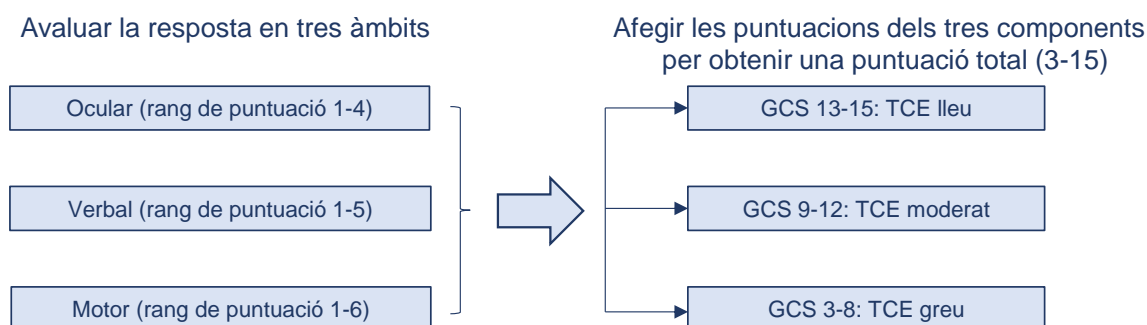 Avaluar la resposta en tres àmbits
Ocular (rang de puntuació 1-4)
Verbal (rang de puntuació 1-5)
Motor (rang de puntuació 1-6)
Afegir les puntuacions dels tres components
per obtenir una puntuació total (3-15)
GCS 13-15: TCE lleu
GCS 9-12: TCE moderat
GCS 3-8: TCE greu